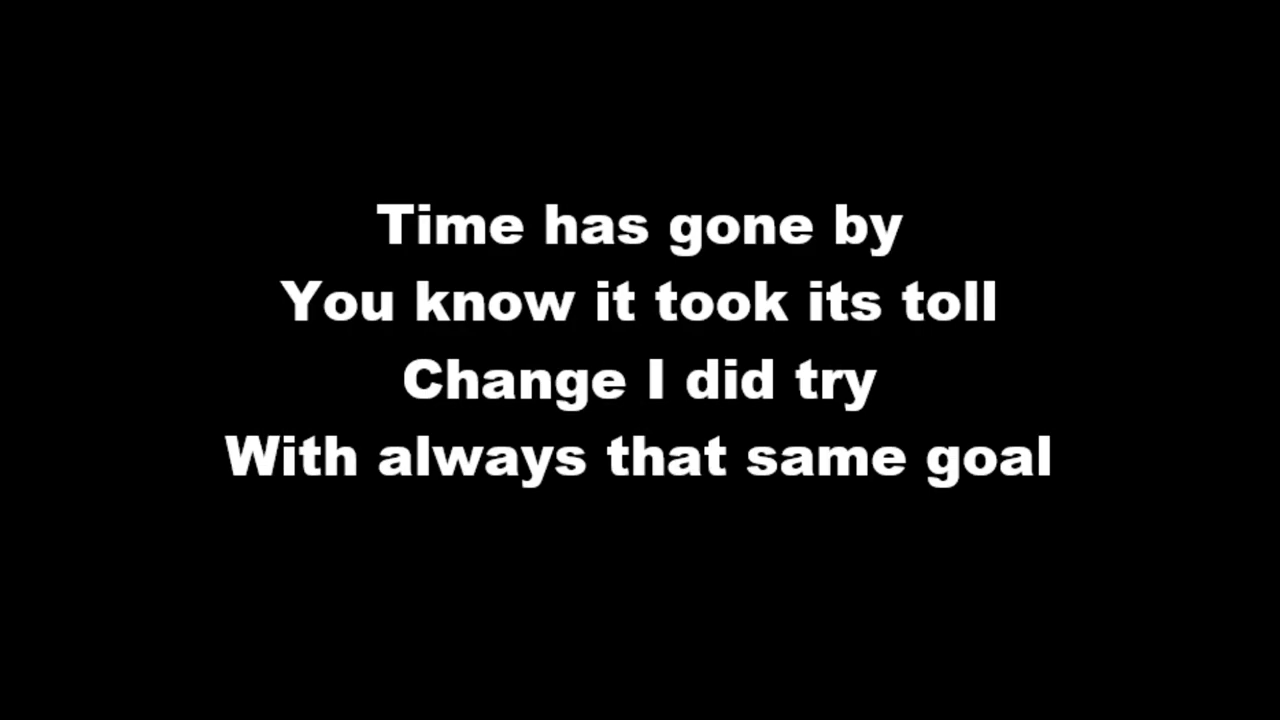 Time has gone by
You know it took its toll
Change I did try
With always that same goal